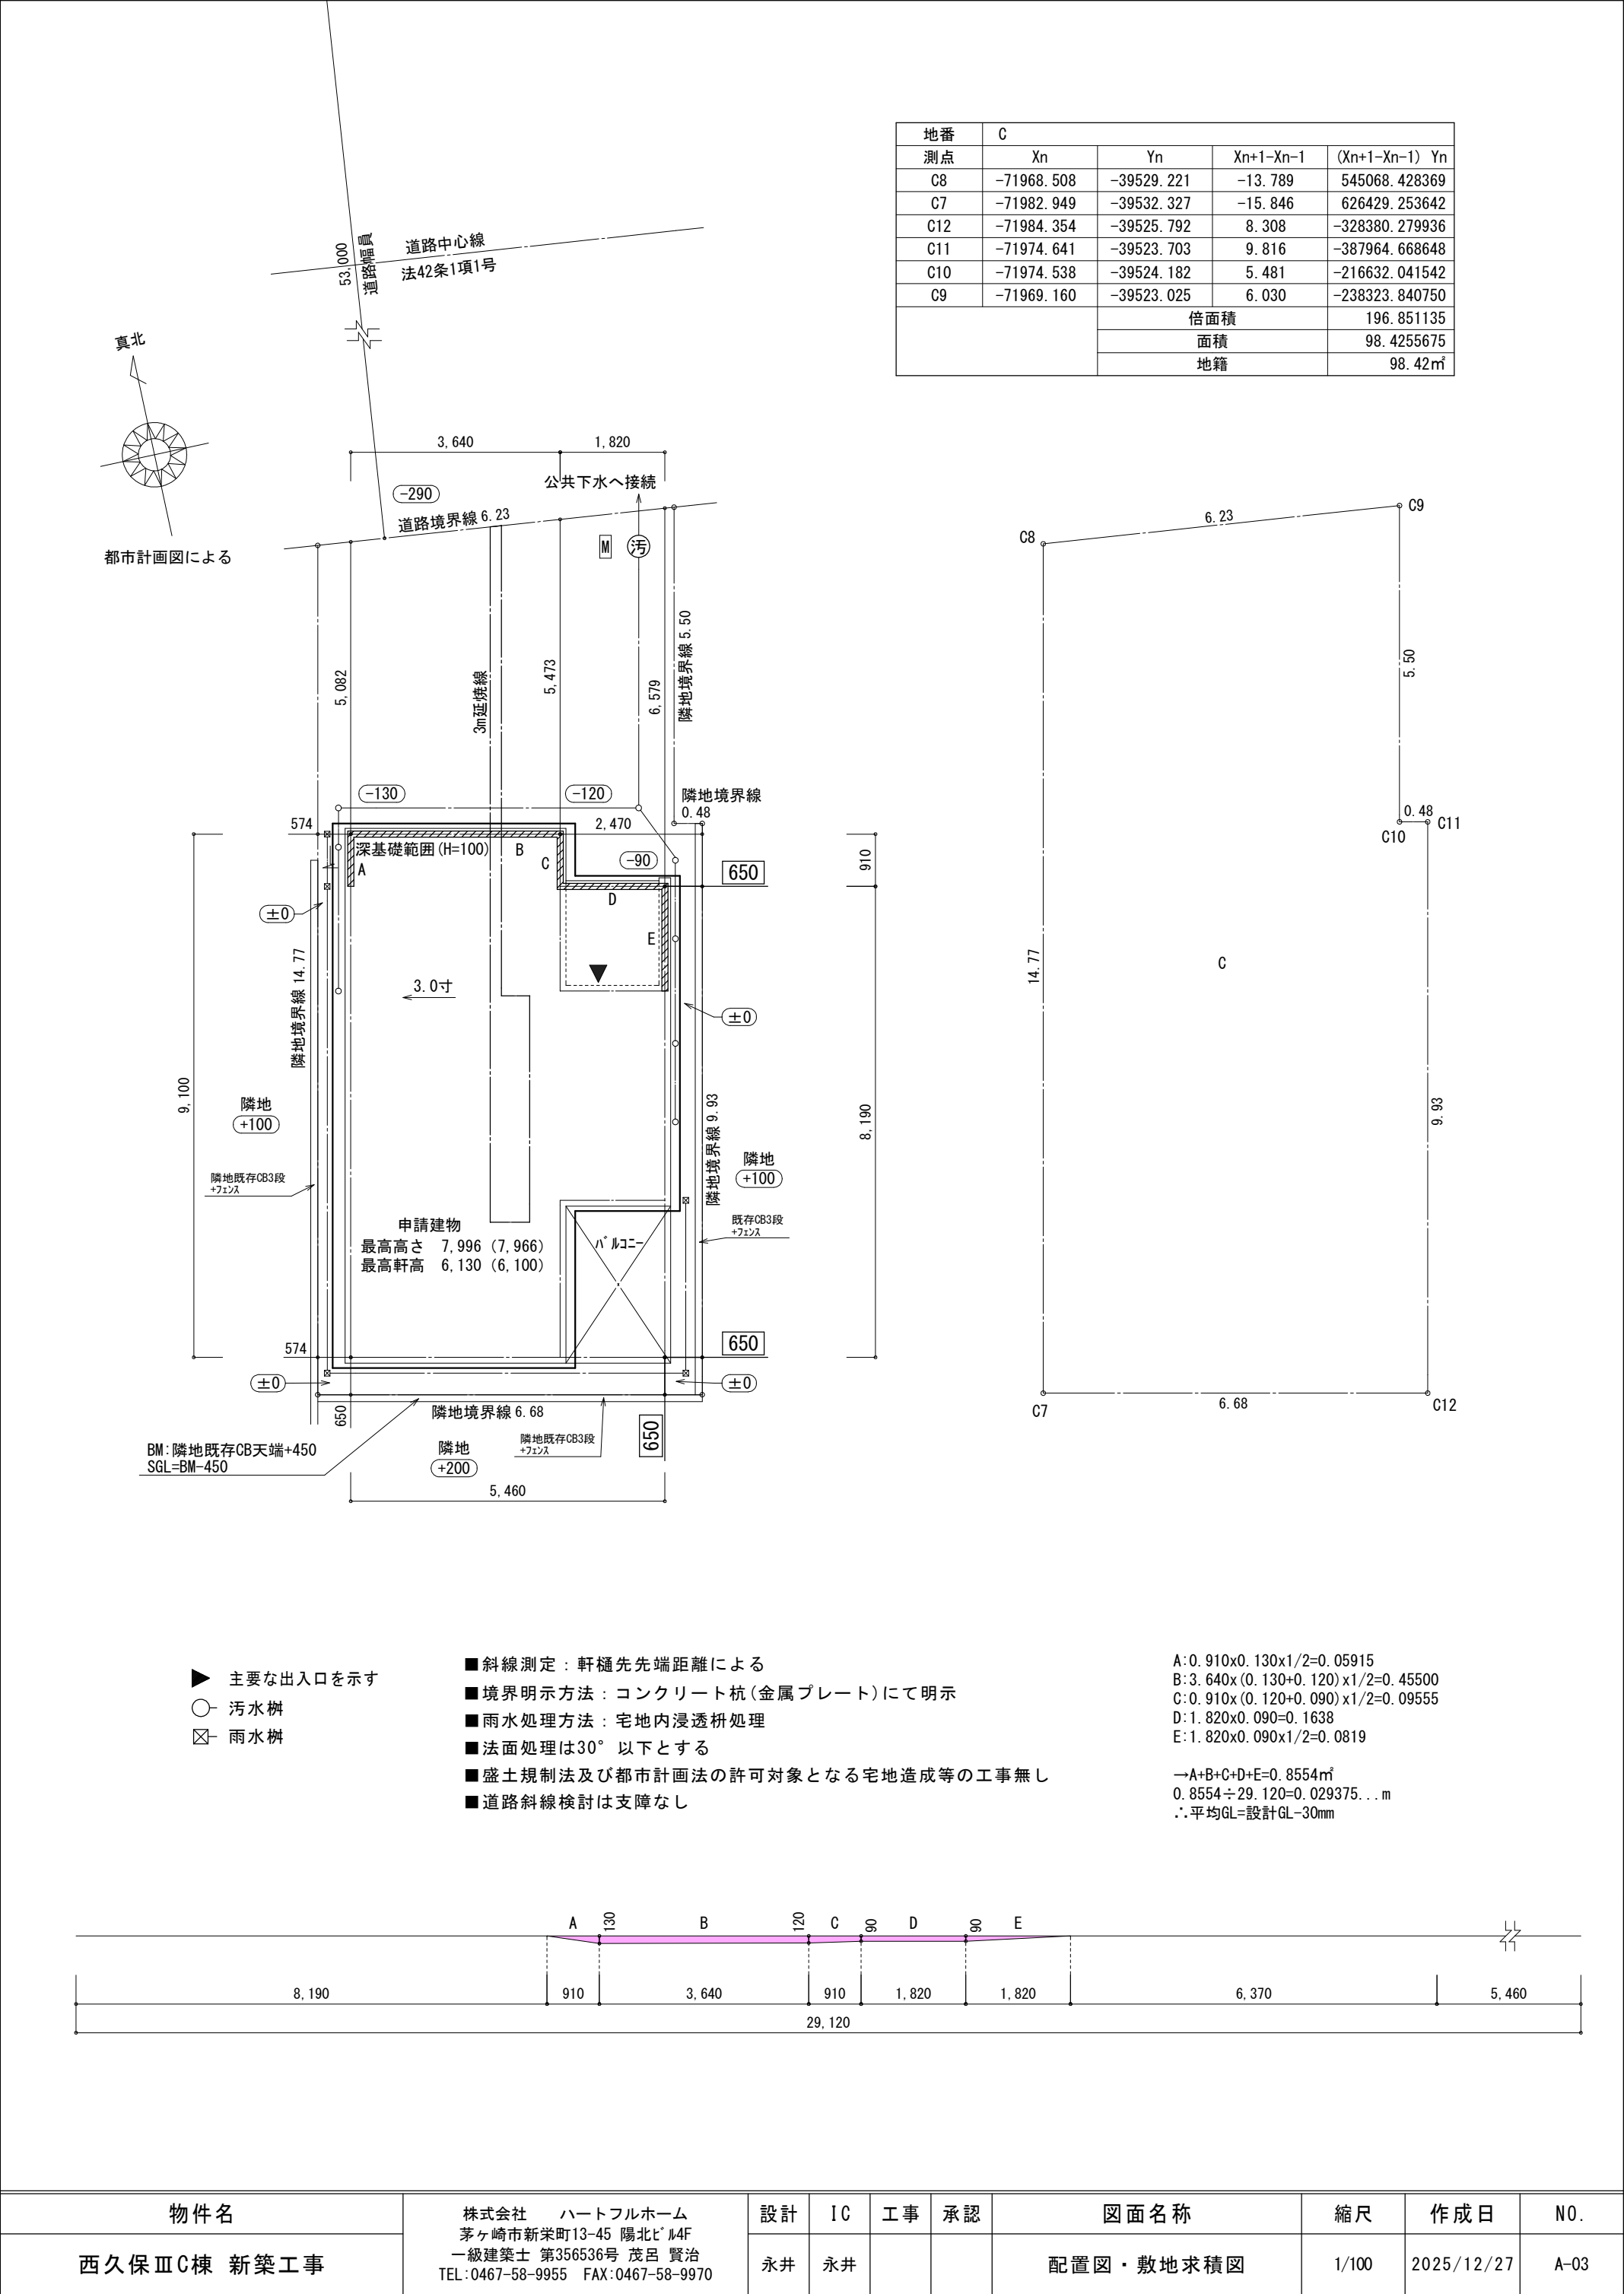 地番 C
測点 Xn Yn Xn+1-Xn-1 (Xn+1-Xn-1) Yn
C8 -71968.508 -39529.221 -13.789 545068.428369
C7 -71982.949 -39532.327 -15.846 626429.253642
C12 -71984.354 -39525.792 8.308 -328380.279936
C11 -71974.641 -39523.703 9.816 -387964.668648
C10 -71974.538 -39524.182 5.481 -216632.041542
C9 -71969.160 -39523.025 6.030 -238323.840750
倍面積 196.851135
面積 98.4255675
地籍 98.42㎡
53,000
道路幅員
道路中心線
法42条1項1号
真北
都市計画図による
3,640
1,820
公共下水へ接続
-290
道路境界線 6.23
M
汚
5,082
3m延焼線
5,473
6,579
隣地境界線 5.50
-130
-120
隣地境界線
0.48
574
2,470
深基礎範囲(H=100)
A
B
C
D
E
-90
650
910
±0
隣地境界線 14.77
3.0寸
±0
9,100
8,190
隣地
+100
隣地境界線 9.93
隣地
+100
隣地既存CB3段
+フェンス
既存CB3段
+フェンス
申請建物
最高高さ 7,996 (7,966)
最高軒高 6,130 (6,100)
バルコニー
574
650
±0
±0
650
隣地境界線 6.68
650
BM:隣地既存CB天端+450
SGL=BM-450
隣地
+200
隣地既存CB3段
+フェンス
5,460
C8
6.23
C9
5.50
0.48
C10
C11
14.77
C
9.93
C7
6.68
C12
主要な出入口を示す
汚水桝
雨水桝
■斜線測定：軒樋先先端距離による
■境界明示方法：コンクリート杭(金属プレート)にて明示
■雨水処理方法：宅地内浸透枡処理
■法面処理は30°以下とする
■盛土規制法及び都市計画法の許可対象となる宅地造成等の工事無し
■道路斜線検討は支障なし
A:0.910x0.130x1/2=0.05915
B:3.640x(0.130+0.120)x1/2=0.45500
C:0.910x(0.120+0.090)x1/2=0.09555
D:1.820x0.090=0.1638
E:1.820x0.090x1/2=0.0819
→A+B+C+D+E=0.8554㎡
0.8554÷29.120=0.029375...m
∴平均GL=設計GL-30mm
A 130 B 120 C 90 D 90 E
8,190 910 3,640 910 1,820 1,820 6,370 5,460
29,120
物件名
西久保ⅢC棟 新築工事
株式会社 ハートフルホーム
茅ヶ崎市新栄町13-45 陽北ビル4F
一級建築士 第356536号 茂呂 賢治
TEL:0467-58-9955 FAX:0467-58-9970
設計 IC 工事 承認
永井 永井
図面名称
配置図・敷地求積図
縮尺
1/100
作成日
2025/12/27
NO.
A-03